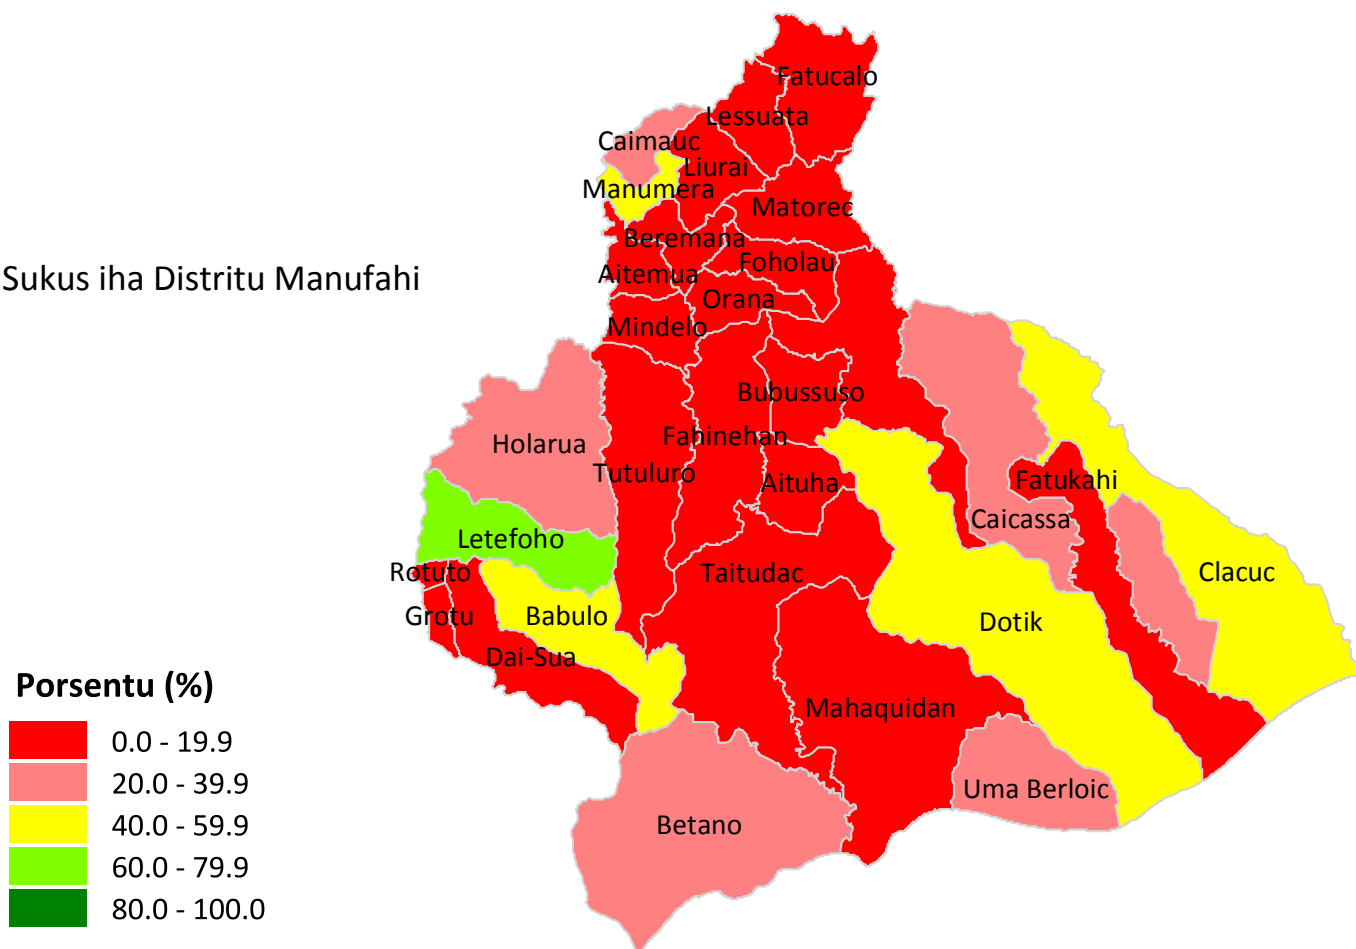 Fatucalo
Lessuata
Caimauc
Liurai
Manumera
Matorec
Beremana
Foholau
Aitemua
Sukus iha Distritu Manufahi
Orana
Mindelo
Bubussuso
Fahinehan
Holarua
Tutuluro
Aituha
Fatukahi
Caicassa
Letefoho
Rotuto
Taitudac
Clacuc
Grotu
Babulo
Dotik
Dai-Sua
Mahaquidan
Uma Berloic
Betano
Porsentu (%)
0.0 - 19.9
20.0 - 39.9
40.0 - 59.9
60.0 - 79.9
80.0 - 100.0